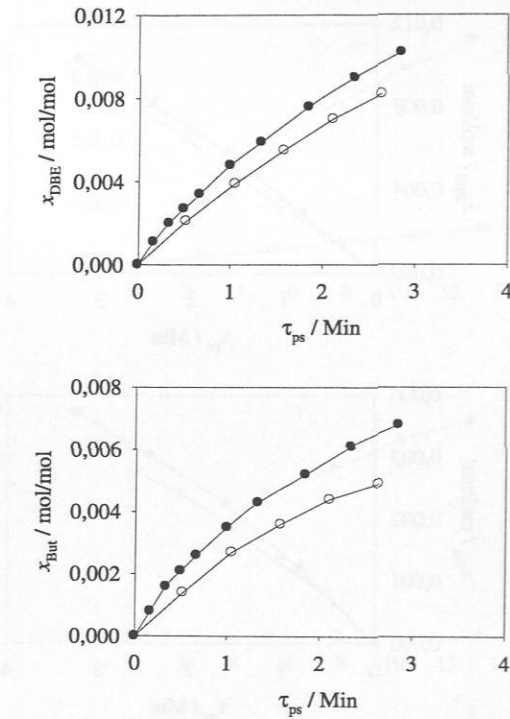 0,012
0,008
0,004
0,000
x_DBE / mol/mol
0 1 2 3 4
τ_ps / Min
0,008
0,006
0,004
0,002
0,000
x_But / mol/mol
0 1 2 3 4
τ_ps / Min